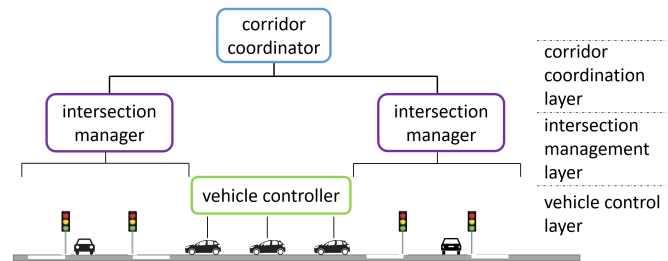 corridor
coordinator
corridor
coordination
layer
intersection
manager
intersection
manager
intersection
management
layer
vehicle controller
vehicle control
layer